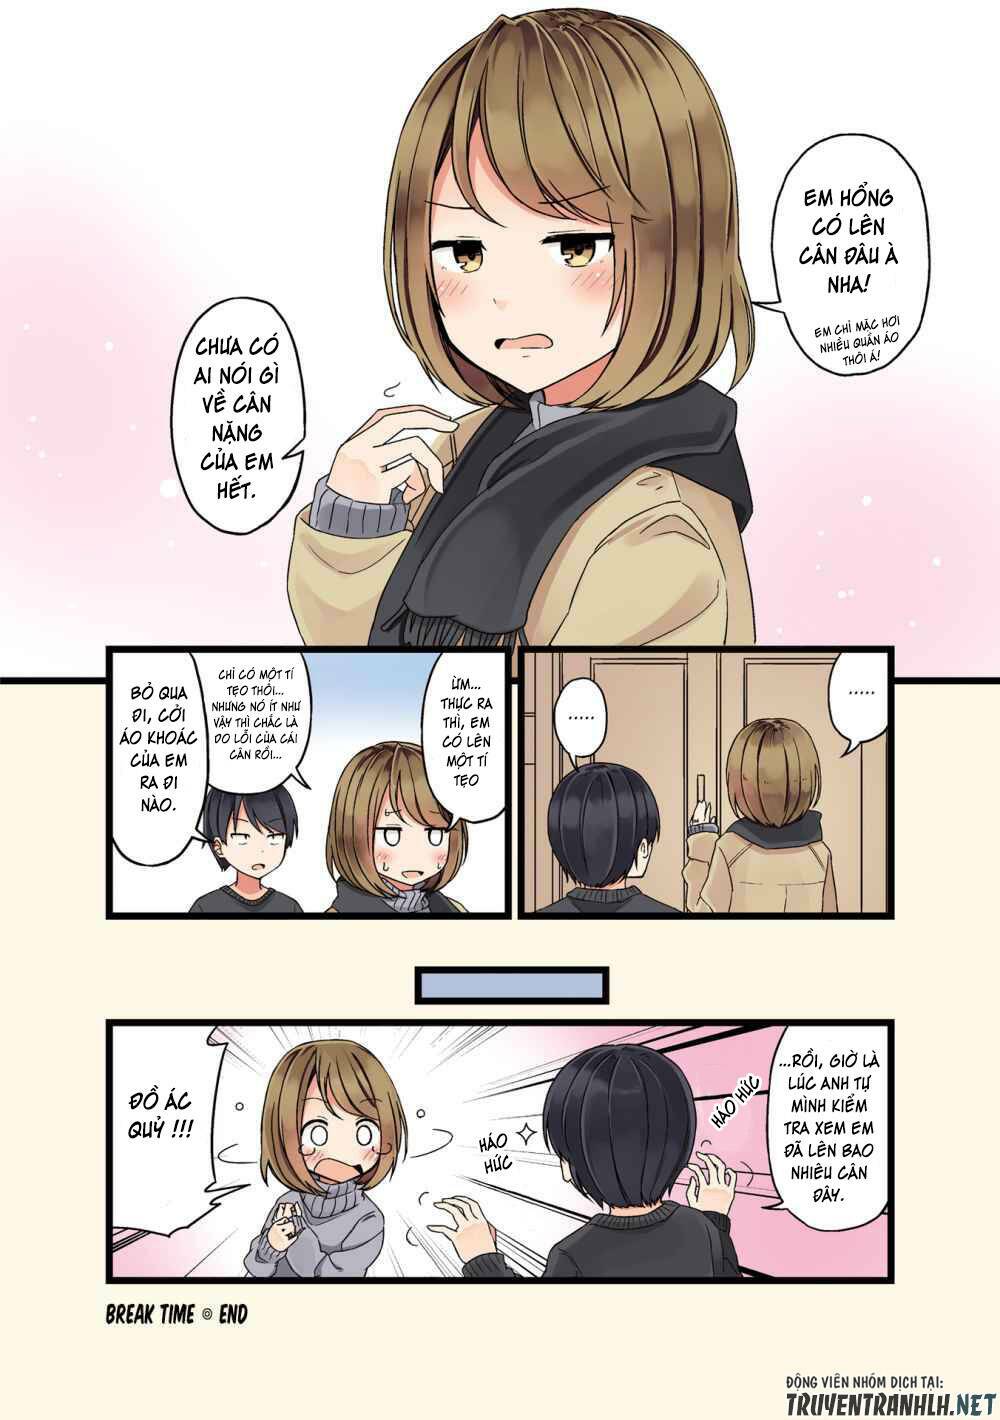 EM HỔNG
CÓ LÊN
CÂN ĐÂU À
NHA!
EM CHỈ MẶC HƠI
NHIỀU QUẦN ÁO
THÔI Á!
CHƯA CÓ
AI NÓI GÌ
VỀ CÂN
NẶNG
CỦA EM
HẾT.
.....
.....
ỪM...
THỰC RA
THÌ, EM
CÓ LÊN
MỘT TÍ
TẸO
CHỈ CÓ MỘT TÍ
TẸO THÔI...
NHƯNG NÓ ÍT NHƯ
VẬY THÌ CHẮC LÀ
DO LỖI CỦA CÁI
CÂN RỒI...
BỎ QUA
ĐI, CỞI
ÁO KHOÁC
CỦA EM
RA ĐI
NÀO.
...RỒI, GIỜ LÀ
LÚC ANH TỰ
MÌNH KIỂM
TRA XEM EM
ĐÃ LÊN BAO
NHIÊU CÂN
ĐÂY.
HÁO HỨC
HÁO
HỨC
ĐỒ ÁC
QUỶ !!!
BREAK TIME ◎ END
ĐỘNG VIÊN NHÓM DỊCH TẠI:
TRUYENTRANHLH.NET